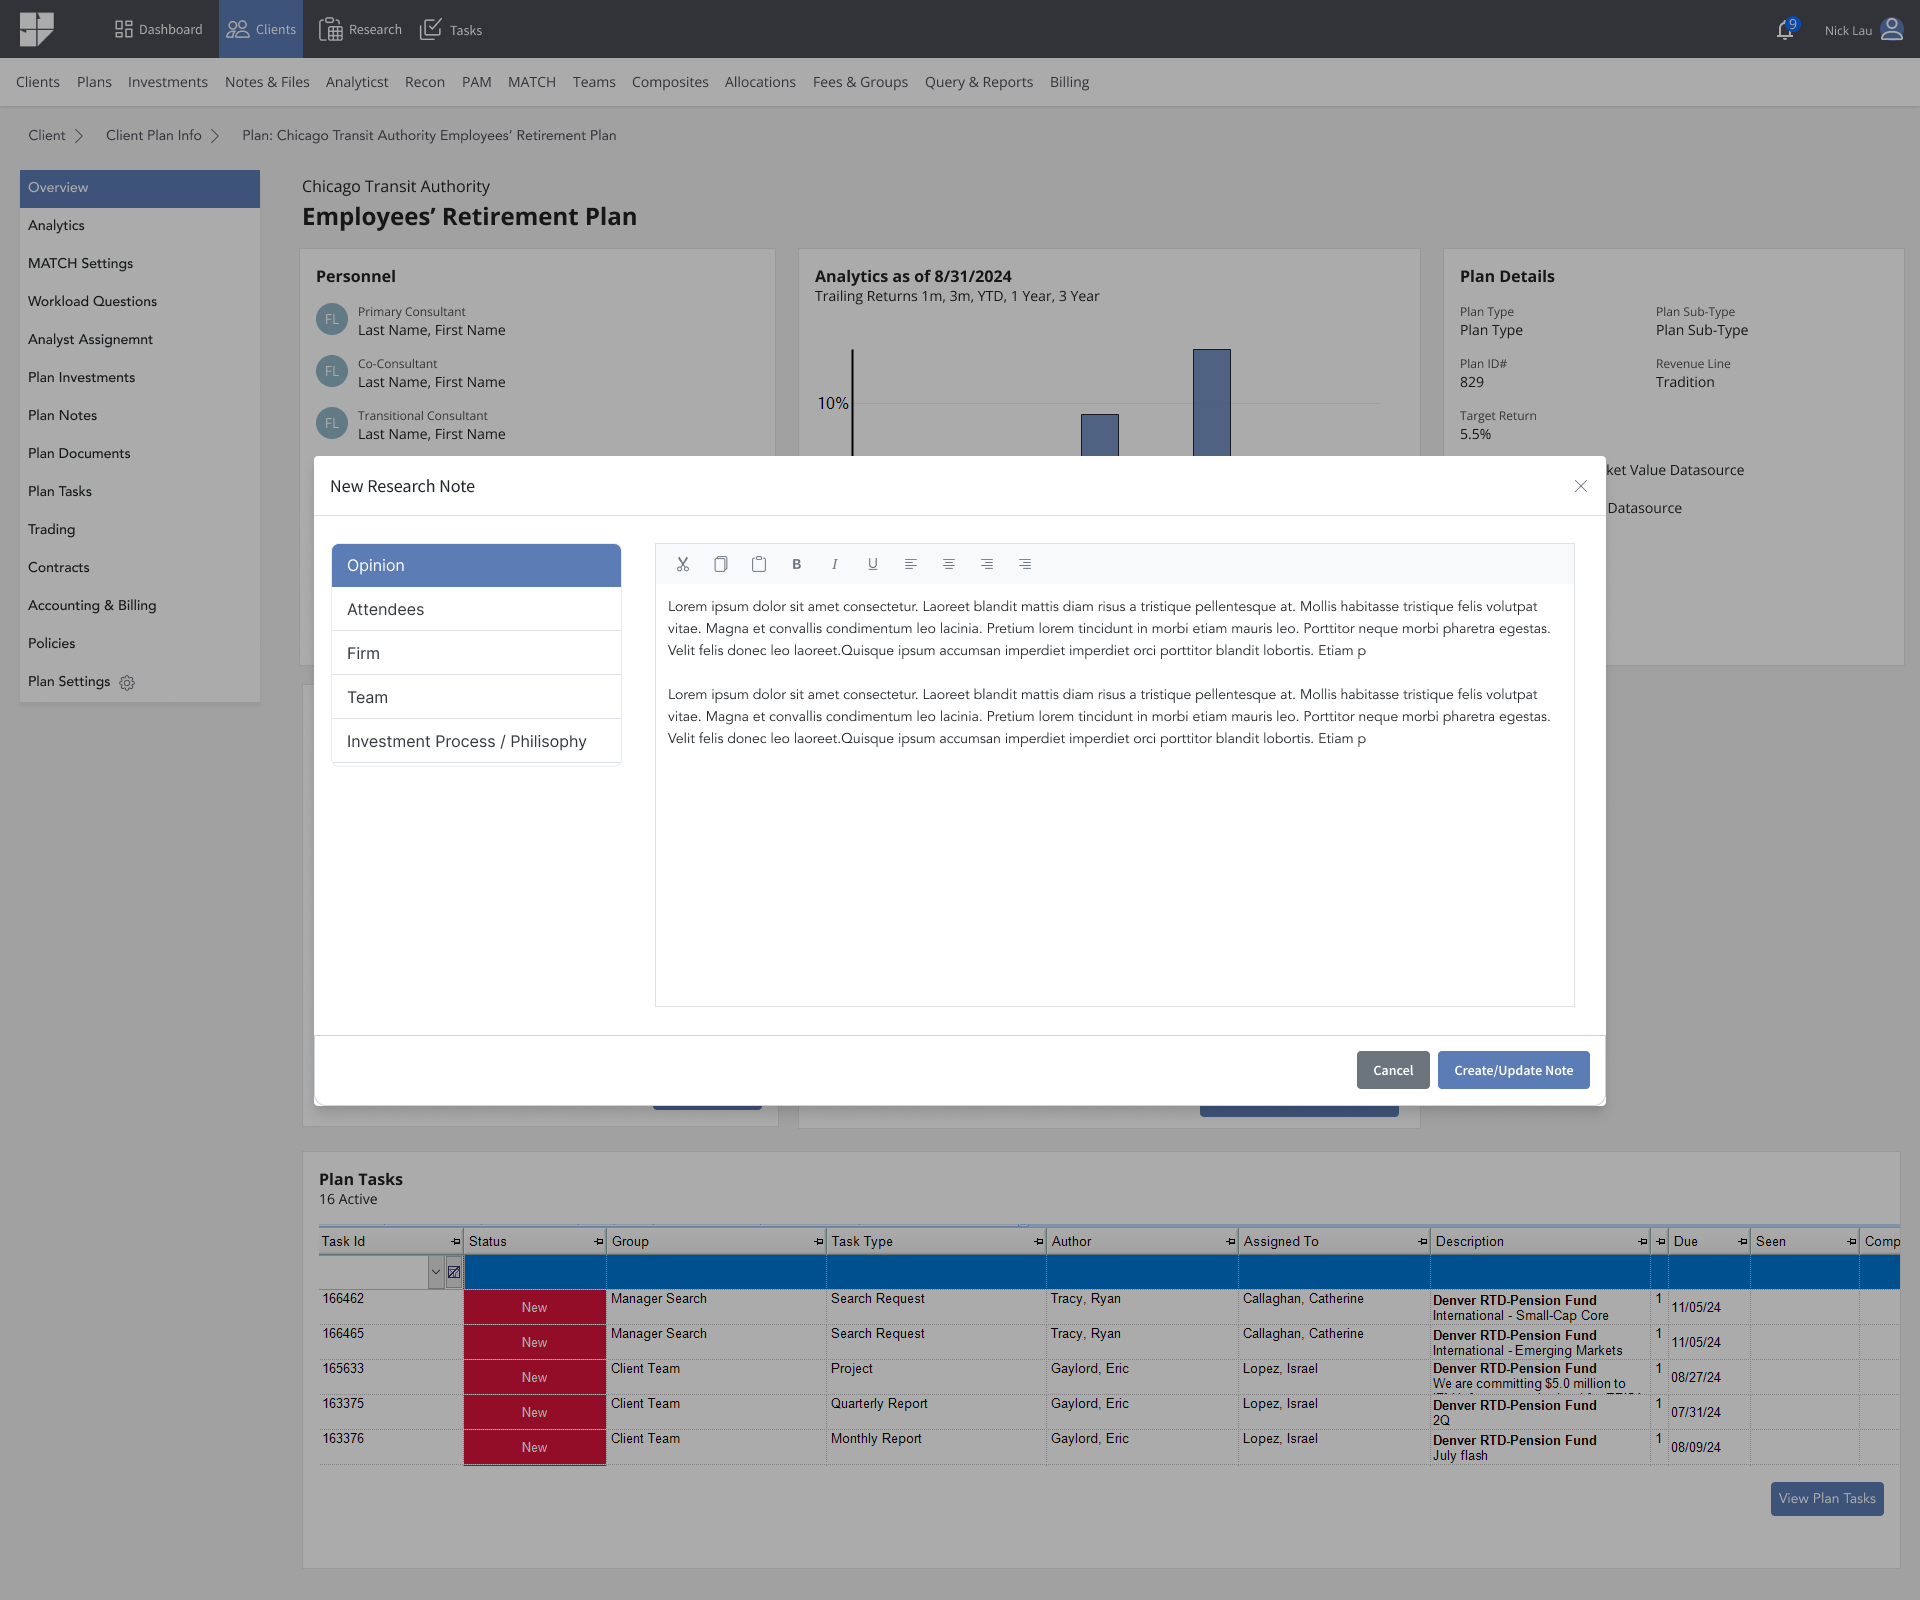 Dashboard
Clients
Research
Tasks
9
Nick Lau
Clients Plans Investments Notes & Files Analyticst Recon PAM MATCH Teams Composites Allocations Fees & Groups Query & Reports Billing
Client Client Plan Info Plan: Chicago Transit Authority Employees’ Retirement Plan
Overview
Analytics
MATCH Settings
Workload Questions
Analyst Assignemnt
Plan Investments
Plan Notes
Plan Documents
Plan Tasks
Trading
Contracts
Accounting & Billing
Policies
Plan Settings
Chicago Transit Authority
Employees’ Retirement Plan
Personnel
FL
Primary Consultant
Last Name, First Name
FL
Co-Consultant
Last Name, First Name
FL
Transitional Consultant
Last Name, First Name
Analytics as of 8/31/2024
Trailing Returns 1m, 3m, YTD, 1 Year, 3 Year
10%
Plan Details
Plan Type
Plan Type
Plan Sub-Type
Plan Sub-Type
Plan ID#
829
Revenue Line
Tradition
Target Return
5.5%
ket Value Datasource
Datasource
New Research Note
Opinion
Attendees
Firm
Team
Investment Process / Philisophy
B I U
Lorem ipsum dolor sit amet consectetur. Laoreet blandit mattis diam risus a tristique pellentesque at. Mollis habitasse tristique felis volutpat
vitae. Magna et convallis condimentum leo lacinia. Pretium lorem tincidunt in morbi etiam mauris leo. Porttitor neque morbi pharetra egestas.
Velit felis donec leo laoreet.Quisque ipsum accumsan imperdiet imperdiet orci porttitor blandit lobortis. Etiam p
Lorem ipsum dolor sit amet consectetur. Laoreet blandit mattis diam risus a tristique pellentesque at. Mollis habitasse tristique felis volutpat
vitae. Magna et convallis condimentum leo lacinia. Pretium lorem tincidunt in morbi etiam mauris leo. Porttitor neque morbi pharetra egestas.
Velit felis donec leo laoreet.Quisque ipsum accumsan imperdiet imperdiet orci porttitor blandit lobortis. Etiam p
Cancel
Create/Update Note
Plan Tasks
16 Active
Task Id Status Group Task Type Author Assigned To Description Due Seen Comp
166462 New Manager Search Search Request Tracy, Ryan Callaghan, Catherine Denver RTD-Pension Fund 1 11/05/24
International - Small-Cap Core
166465 New Manager Search Search Request Tracy, Ryan Callaghan, Catherine Denver RTD-Pension Fund 1 11/05/24
International - Emerging Markets
165633 New Client Team Project Gaylord, Eric Lopez, Israel Denver RTD-Pension Fund 1 08/27/24
We are committing $5.0 million to
163375 New Client Team Quarterly Report Gaylord, Eric Lopez, Israel Denver RTD-Pension Fund 1 07/31/24
2Q
163376 New Client Team Monthly Report Gaylord, Eric Lopez, Israel Denver RTD-Pension Fund 1 08/09/24
July flash
View Plan Tasks